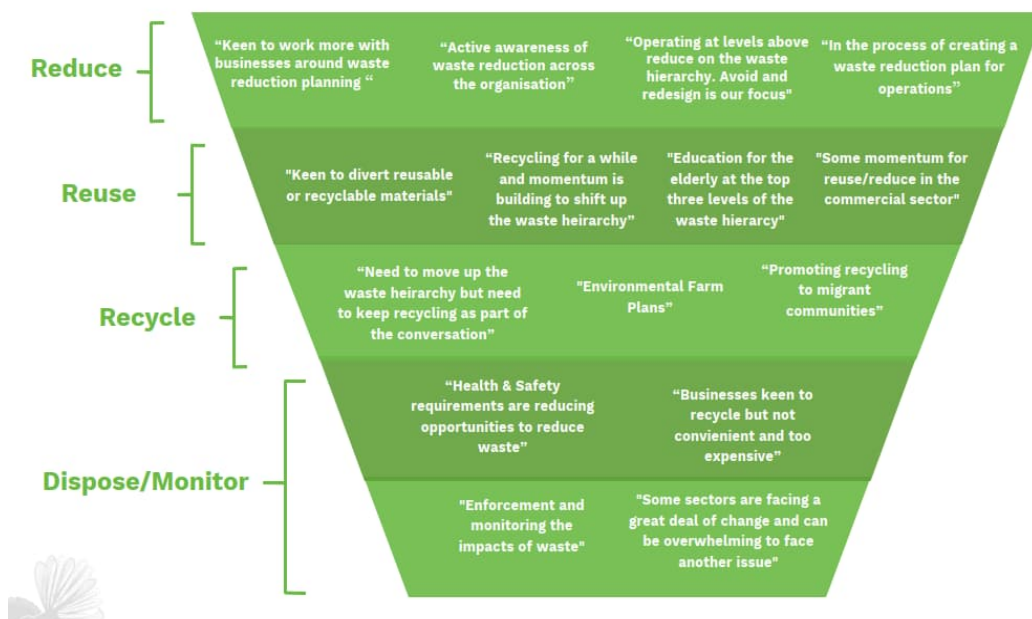 Reduce
“Keen to work more with
businesses around waste
reduction planning “
“Active awareness of
waste reduction across
the organisation”
“Operating at levels above
reduce on the waste
hierarchy. Avoid and
redesign is our focus"
“In the process of creating a
waste reduction plan for
operations”
Reuse
"Keen to divert reusable
or recyclable materials"
“Recycling for a while
and momentum is
building to shift up
the waste heirarchy”
"Education for the
elderly at the top
three levels of the
waste hierarcy"
"Some momentum for
reuse/reduce in the
commercial sector"
Recycle
“Need to move up the
waste heirarchy but need
to keep recycling as part of
the conversation”
"Environmental Farm
Plans”
“Promoting recycling
to migrant
communities”
Dispose/Monitor
“Health & Safety
requirements are reducing
opportunities to reduce
waste”
“Businesses keen to
recycle but not
convienient and too
expensive”
"Enforcement and
monitoring the
impacts of waste"
"Some sectors are facing a
great deal of change and can
be overwhelming to face
another issue"